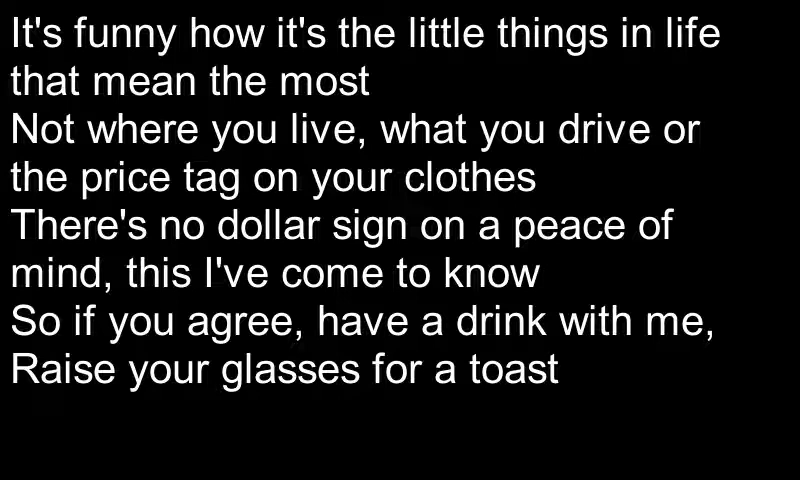 It's funny how it's the little things in life
that mean the most
Not where you live, what you drive or
the price tag on your clothes
There's no dollar sign on a peace of
mind, this I've come to know
So if you agree, have a drink with me,
Raise your glasses for a toast